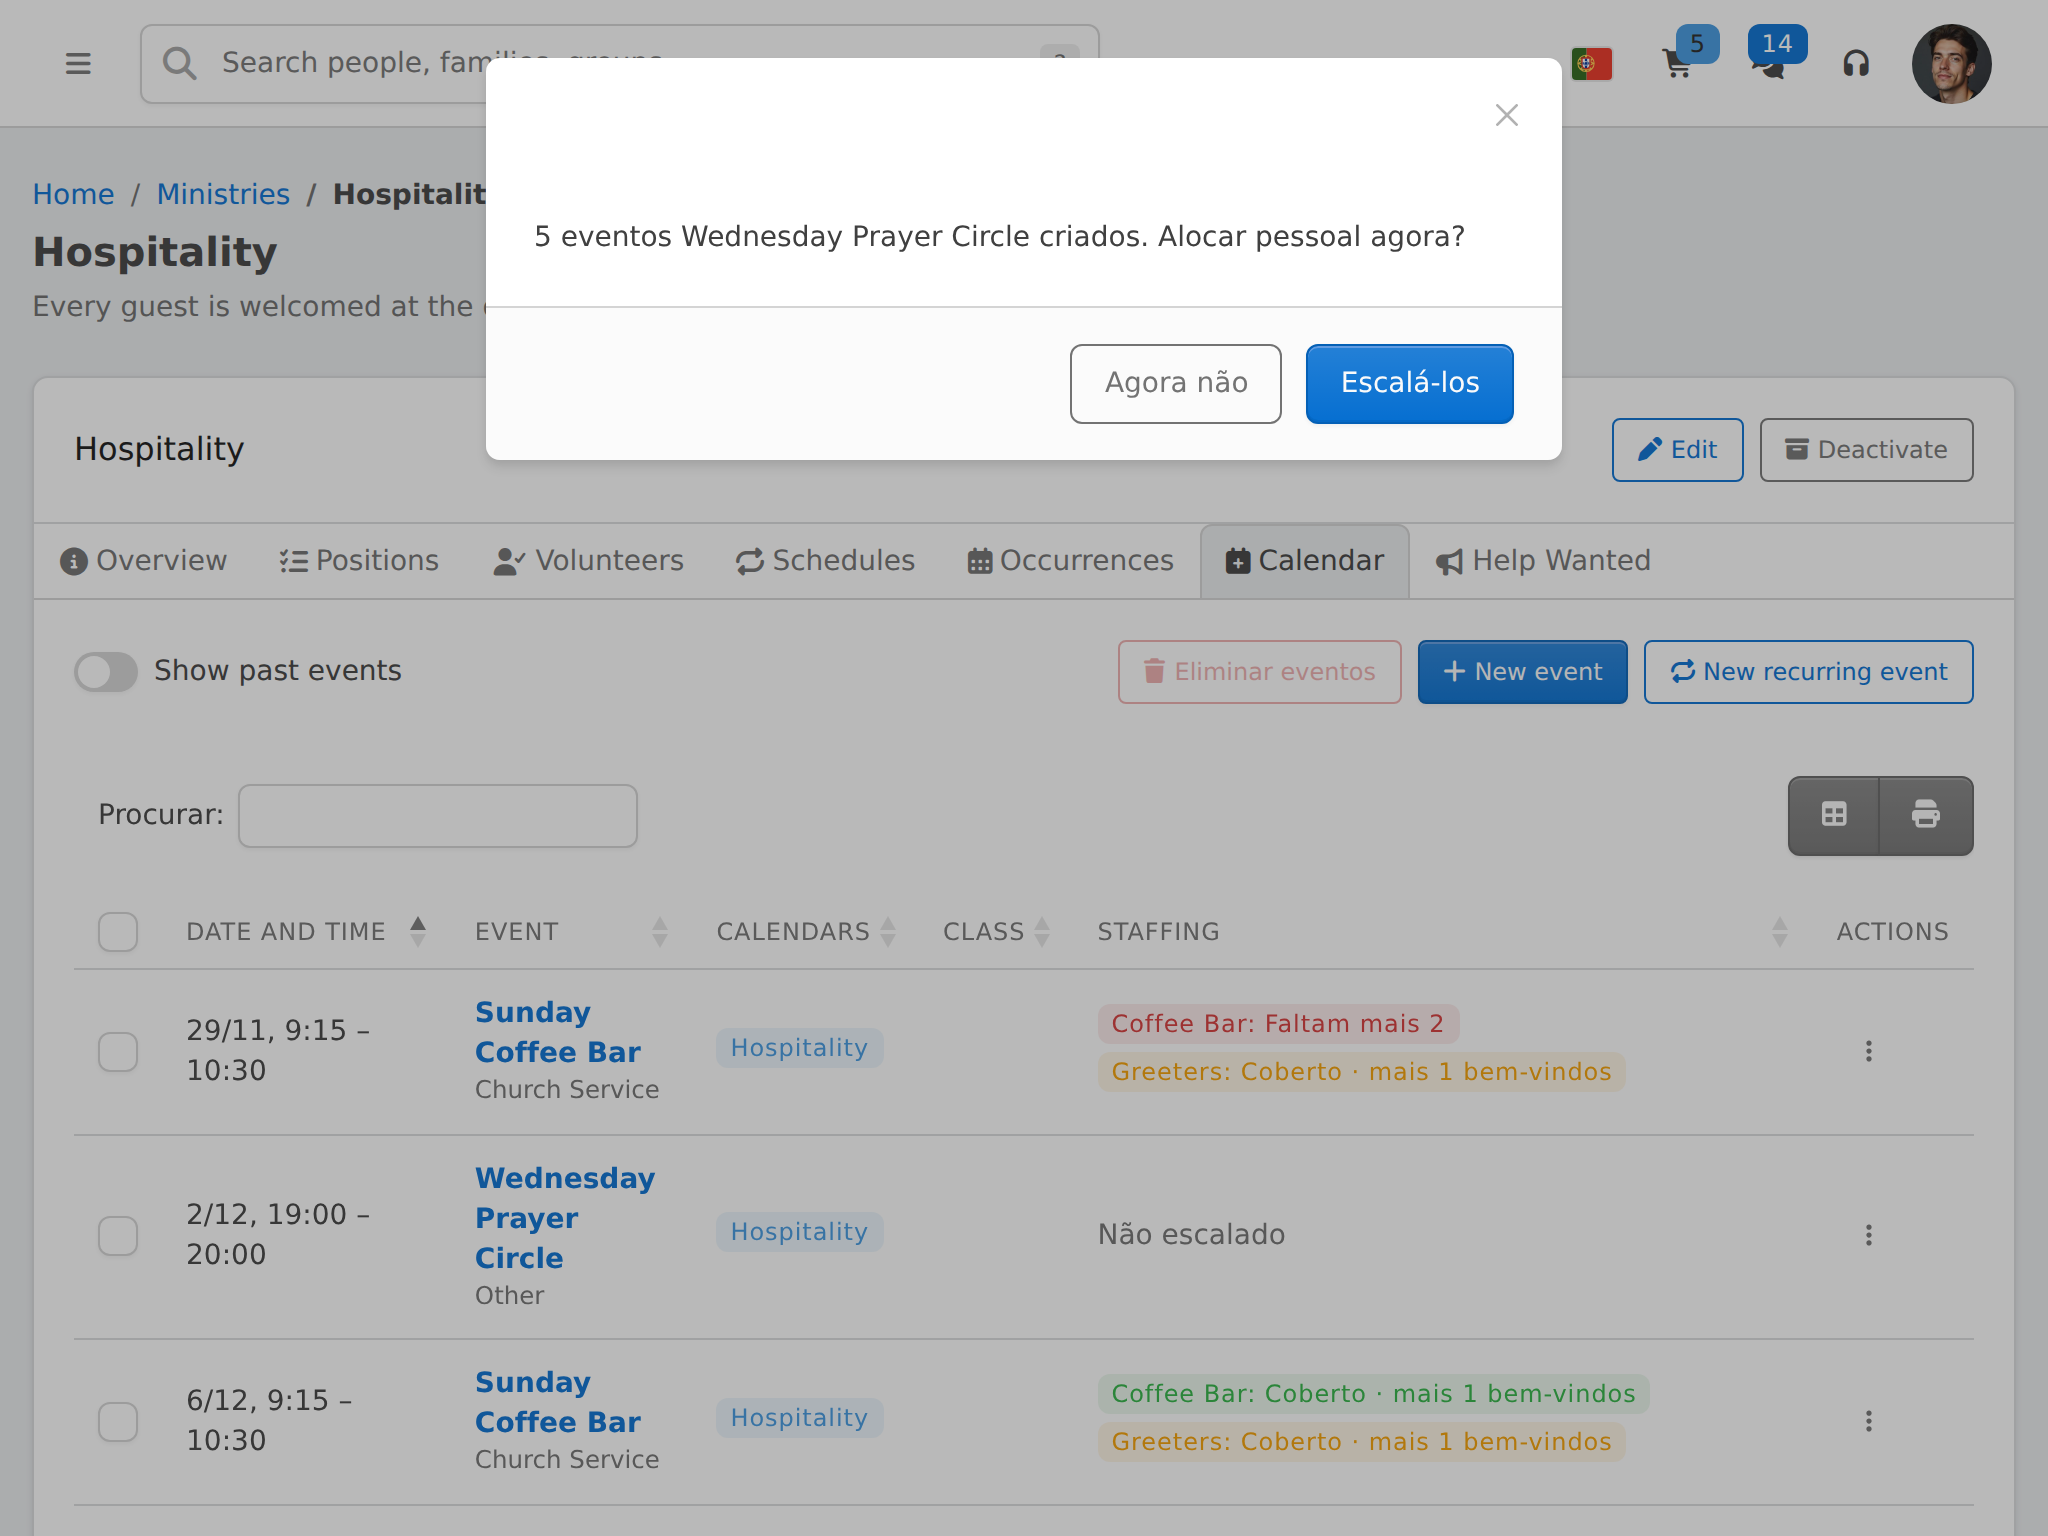 Search people, families, groups
5
14
5 eventos Wednesday Prayer Circle criados. Alocar pessoal agora?
Agora não
Escalá-los
Home / Ministries /
Hospitality
Every guest is welcomed at the
Hospitality
Edit
Deactivate
Overview
Positions
Volunteers
Schedules
Occurrences
Calendar
Help Wanted
Show past events
Eliminar eventos
New event
New recurring event
Procurar:
DATE AND TIME
EVENT
CALENDARS
CLASS
STAFFING
ACTIONS
29/11, 9:15 –
10:30
Sunday
Coffee Bar
Church Service
Hospitality
Coffee Bar: Faltam mais 2
Greeters: Coberto · mais 1 bem-vindos
2/12, 19:00 –
20:00
Wednesday
Prayer
Circle
Other
Hospitality
Não escalado
6/12, 9:15 –
10:30
Sunday
Coffee Bar
Church Service
Hospitality
Coffee Bar: Coberto · mais 1 bem-vindos
Greeters: Coberto · mais 1 bem-vindos